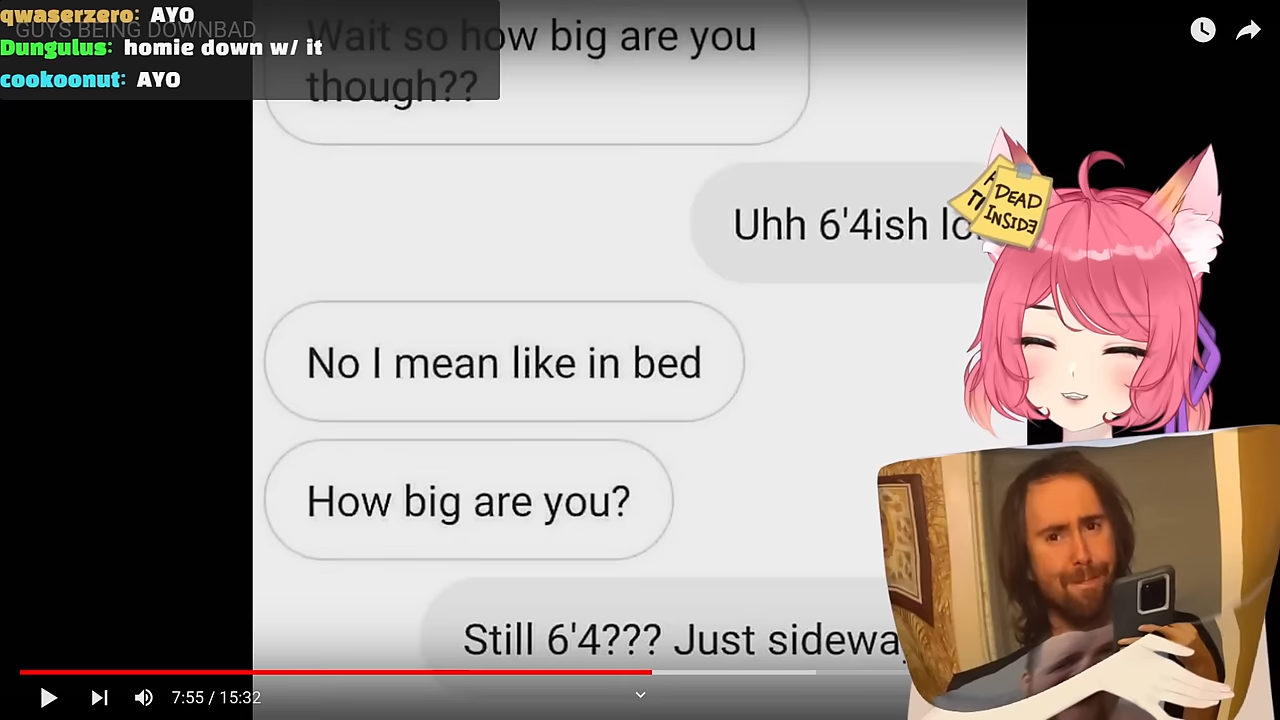 qwaserzero: AYO
GUYS BEING DOWNBAD
Dungulus: homie down w/ it
cookoonut: AYO
Wait so how big are you
though??
Uhh 6'4ish
DEAD
INSIDE
No I mean like in bed
How big are you?
Still 6'4??? Just
7:55 / 15:32